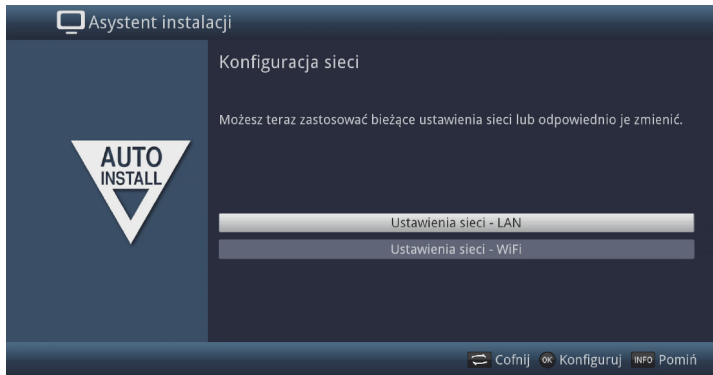 Asystent instalacji
Konfiguracja sieci
Możesz teraz zastosować bieżące ustawienia sieci lub odpowiednio je zmienić.
AUTO
INSTALL
Ustawienia sieci - LAN
Ustawienia sieci - WiFi
Cofnij OK Konfiguruj INFO Pomiń